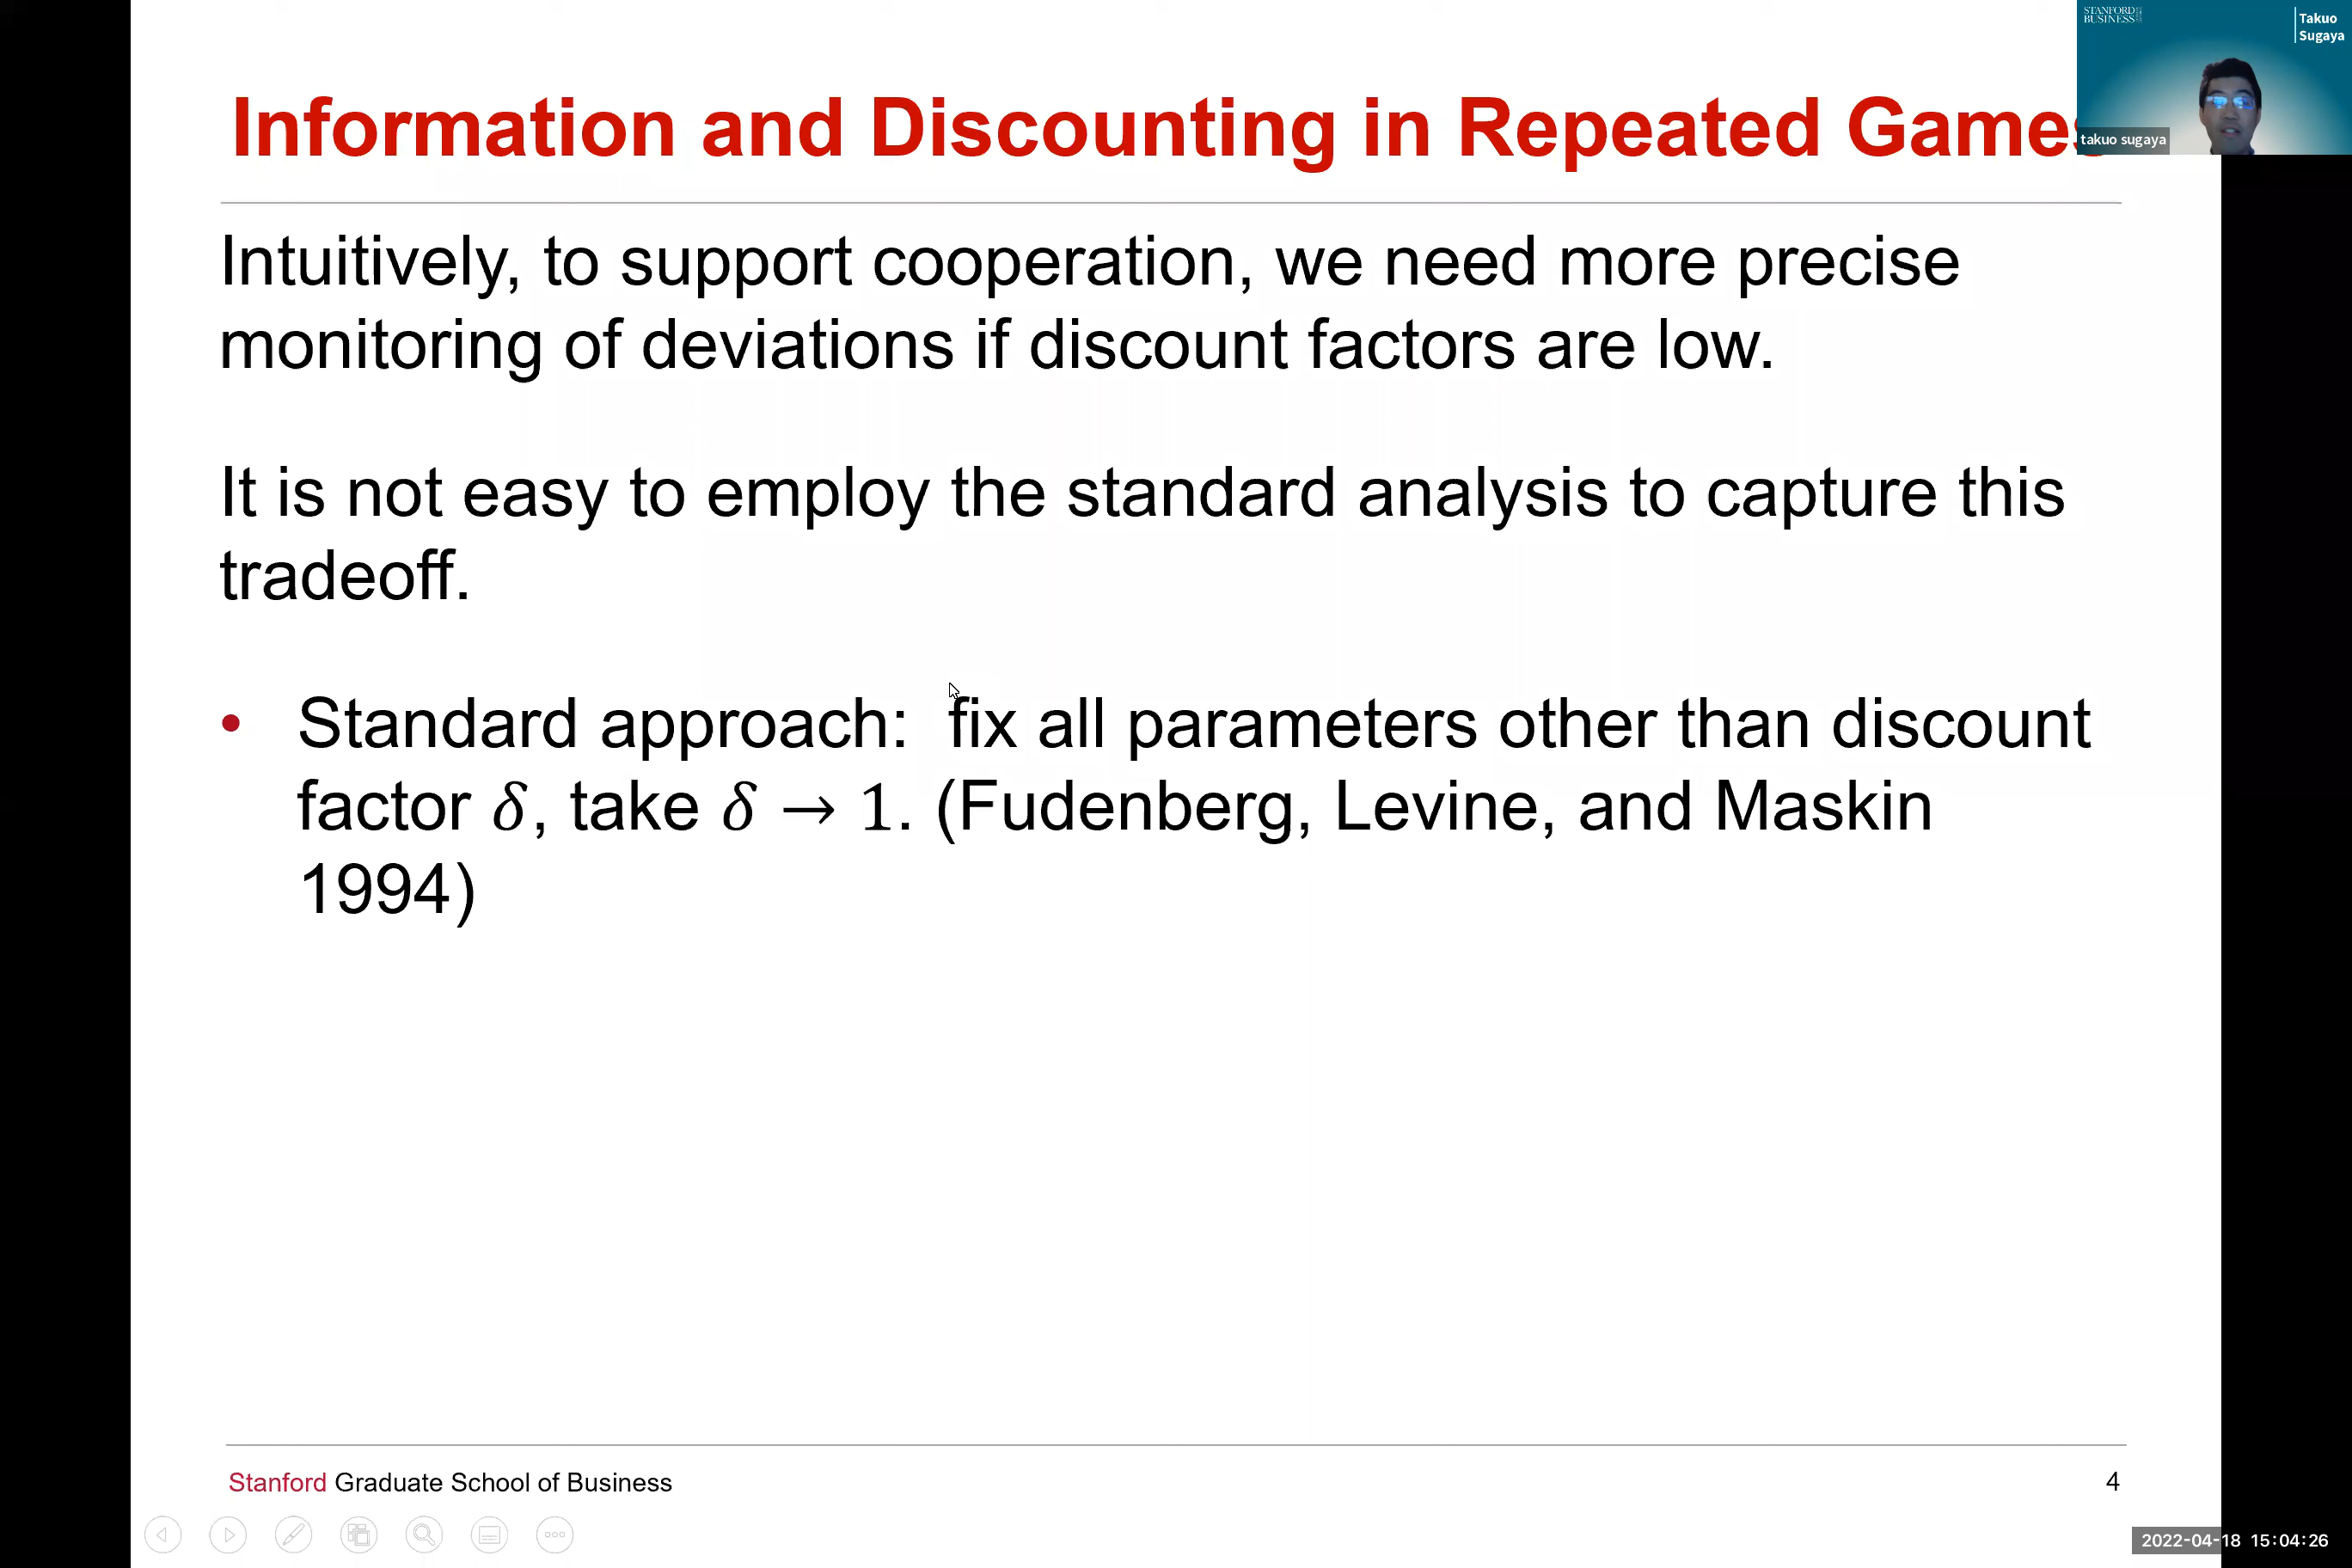 Information and Discounting in Repeated Games
STANFORD
BUSINESS
Takuo
Sugaya
takuo sugaya
Intuitively, to support cooperation, we need more precise
monitoring of deviations if discount factors are low.
It is not easy to employ the standard analysis to capture this
tradeoff.
• Standard approach: fix all parameters other than discount
factor δ, take δ → 1. (Fudenberg, Levine, and Maskin
1994)
Stanford Graduate School of Business
4
2022-04-18 15:04:26